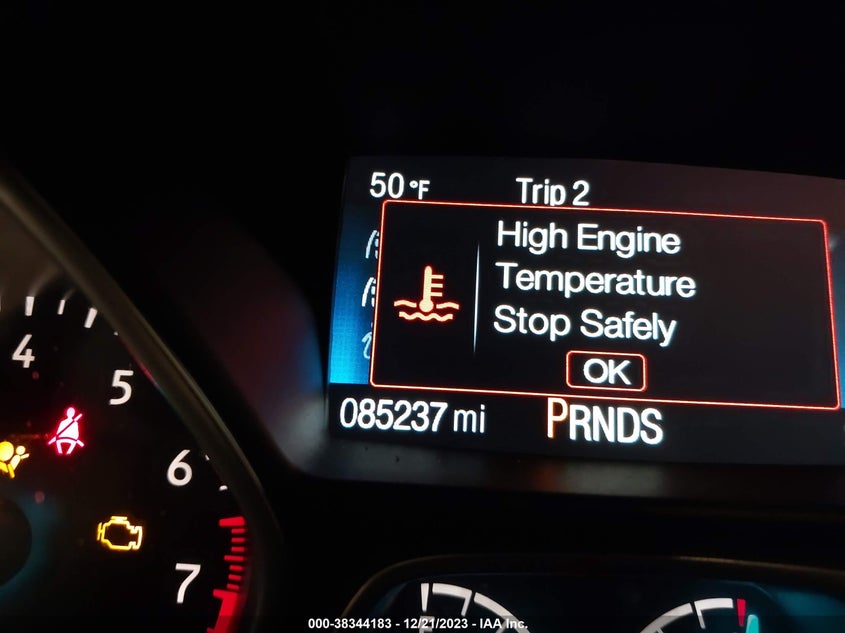 50 °F Trip 2
High Engine
Temperature
Stop Safely
OK
085237 mi PRNDS
4
5
6
7
000-38344183 - 12/21/2023 - IAA Inc.